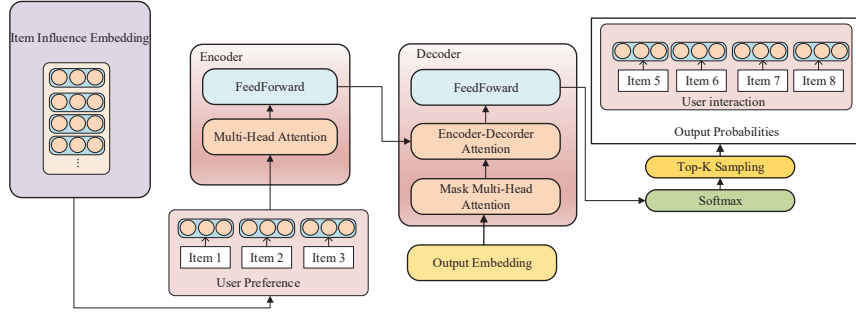 Item Influence Embedding
⋮
Encoder
FeedForward
Multi-Head Attention
Item 1
Item 2
Item 3
User Preference
Decoder
FeedFoward
Encoder-Decorder
Attention
Mask Multi-Head
Attention
Output Embedding
Item 5
Item 6
Item 7
Item 8
User interaction
Output Probabilities
Top-K Sampling
Softmax